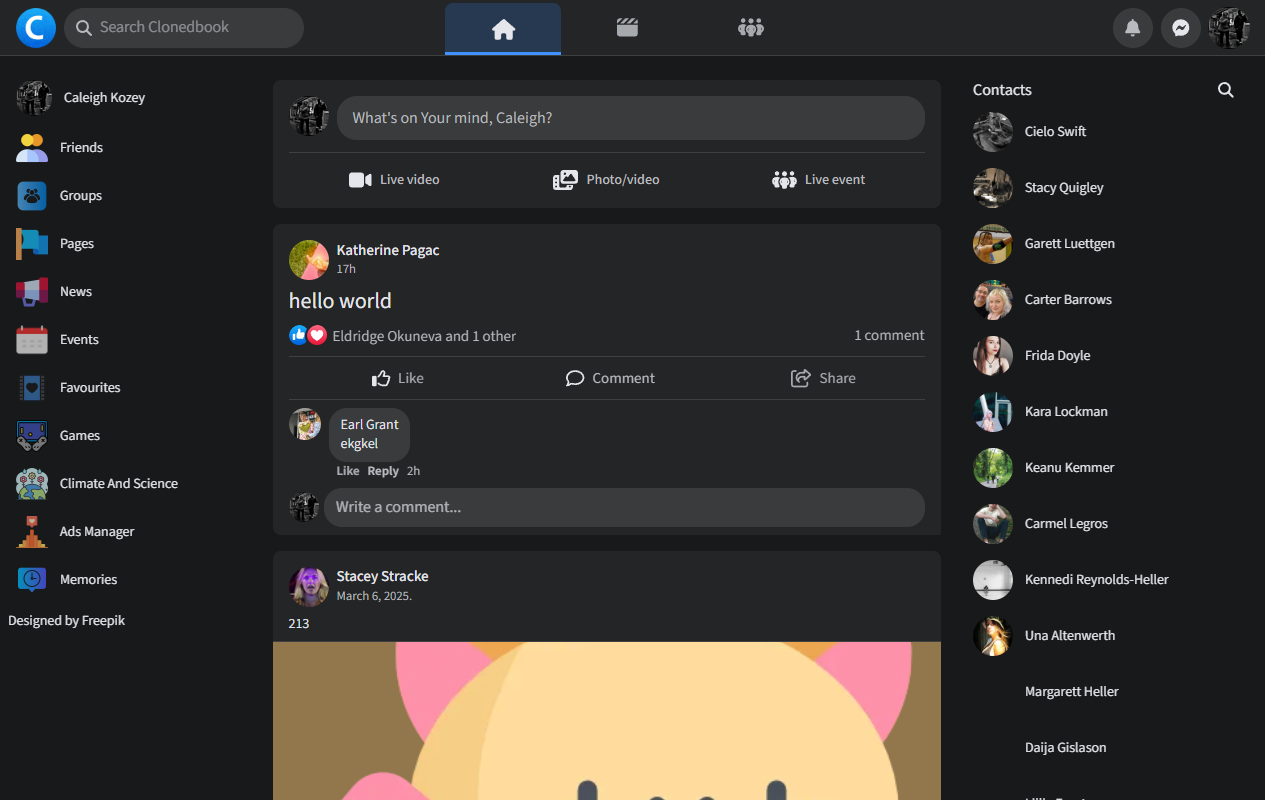 C
Search Clonedbook
Caleigh Kozey
Friends
Groups
Pages
News
Events
Favourites
Games
Climate And Science
Ads Manager
Memories
Designed by Freepik
What's on Your mind, Caleigh?
Live video
Photo/video
Live event
Katherine Pagac
17h
hello world
Eldridge Okuneva and 1 other
1 comment
Like
Comment
Share
Earl Grant
ekgkel
Like Reply 2h
Write a comment...
Stacey Stracke
March 6, 2025.
213
Contacts
Cielo Swift
Stacy Quigley
Garett Luettgen
Carter Barrows
Frida Doyle
Kara Lockman
Keanu Kemmer
Carmel Legros
Kennedi Reynolds-Heller
Una Altenwerth
Margarett Heller
Daija Gislason